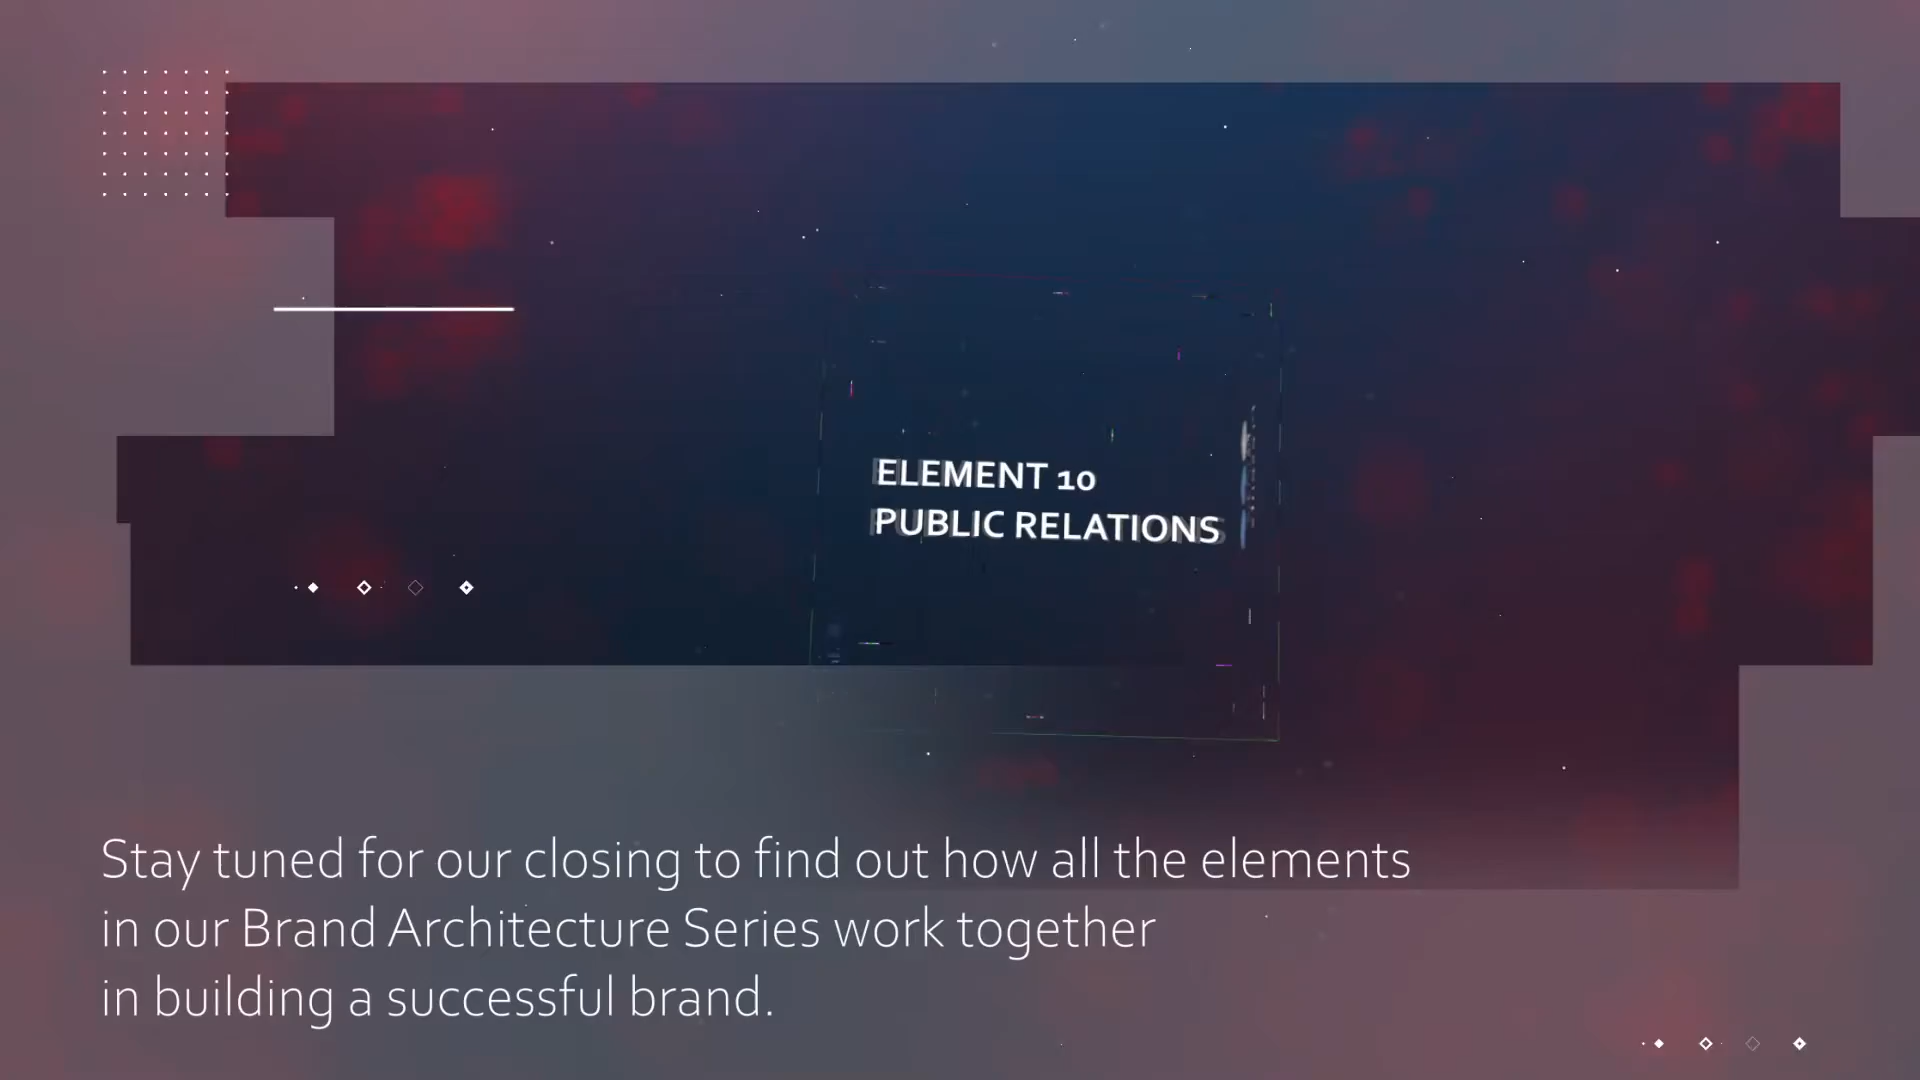 ELEMENT 10
PUBLIC RELATIONS
Stay tuned for our closing to find out how all the elements
in our Brand Architecture Series work together
in building a successful brand.